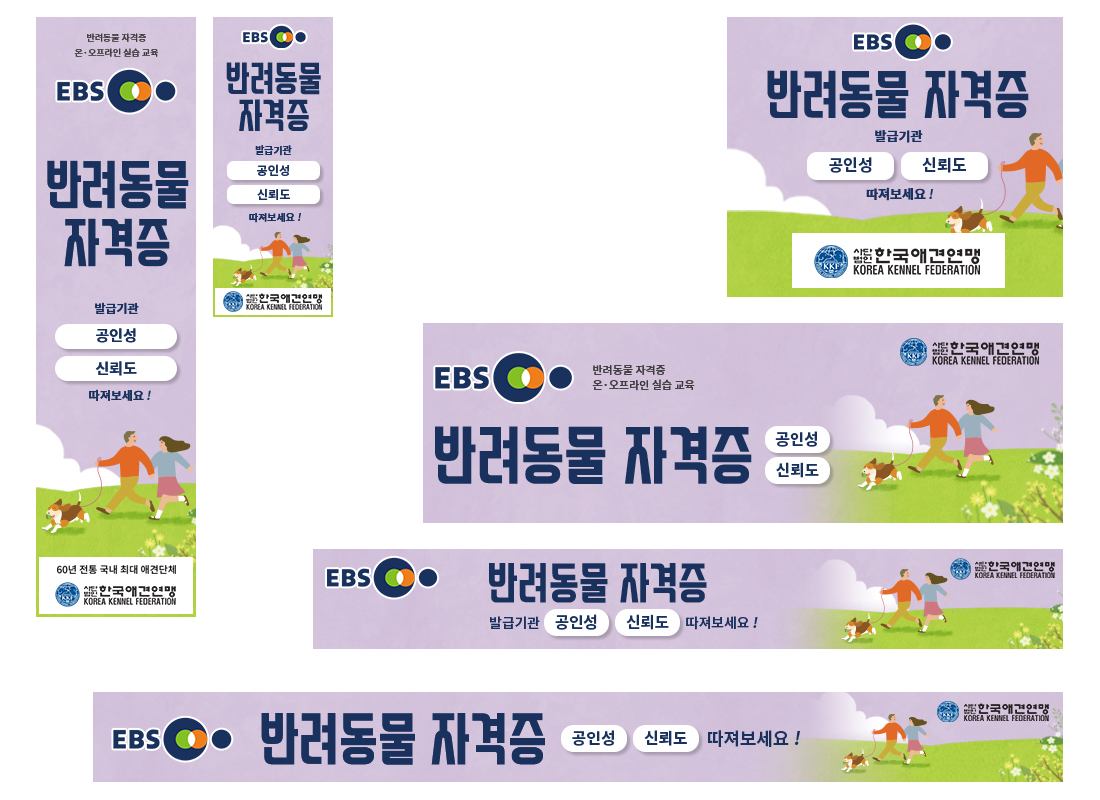 반려동물 자격증
온·오프라인 실습 교육
EBS
반려동물
자격증
발급기관
공인성
신뢰도
따져보세요 !
60년 전통 국내 최대 애견단체
사단법인 한국애견연맹
KKF
KOREA KENNEL FEDERATION
EBS
반려동물
자격증
발급기관
공인성
신뢰도
따져보세요 !
사단법인 한국애견연맹
KOREA KENNEL FEDERATION
EBS
반려동물 자격증
발급기관
공인성 신뢰도
따져보세요 !
사단법인 한국애견연맹
KKF
KOREA KENNEL FEDERATION
EBS
반려동물 자격증
온·오프라인 실습 교육
사단법인 한국애견연맹
KKF
KOREA KENNEL FEDERATION
반려동물 자격증
공인성
신뢰도
EBS
반려동물 자격증
발급기관 공인성 신뢰도 따져보세요 !
사단법인 한국애견연맹
KOREA KENNEL FEDERATION
EBS
반려동물 자격증
공인성 신뢰도 따져보세요 !
사단법인 한국애견연맹
KOREA KENNEL FEDERATION